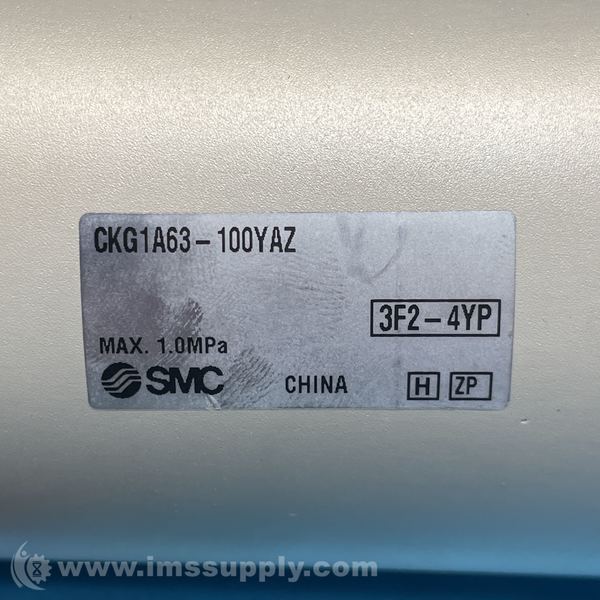 CKG1A63-100YAZ
3F2-4YP
MAX. 1.0MPa
SMC CHINA H ZP
www.imssupply.com